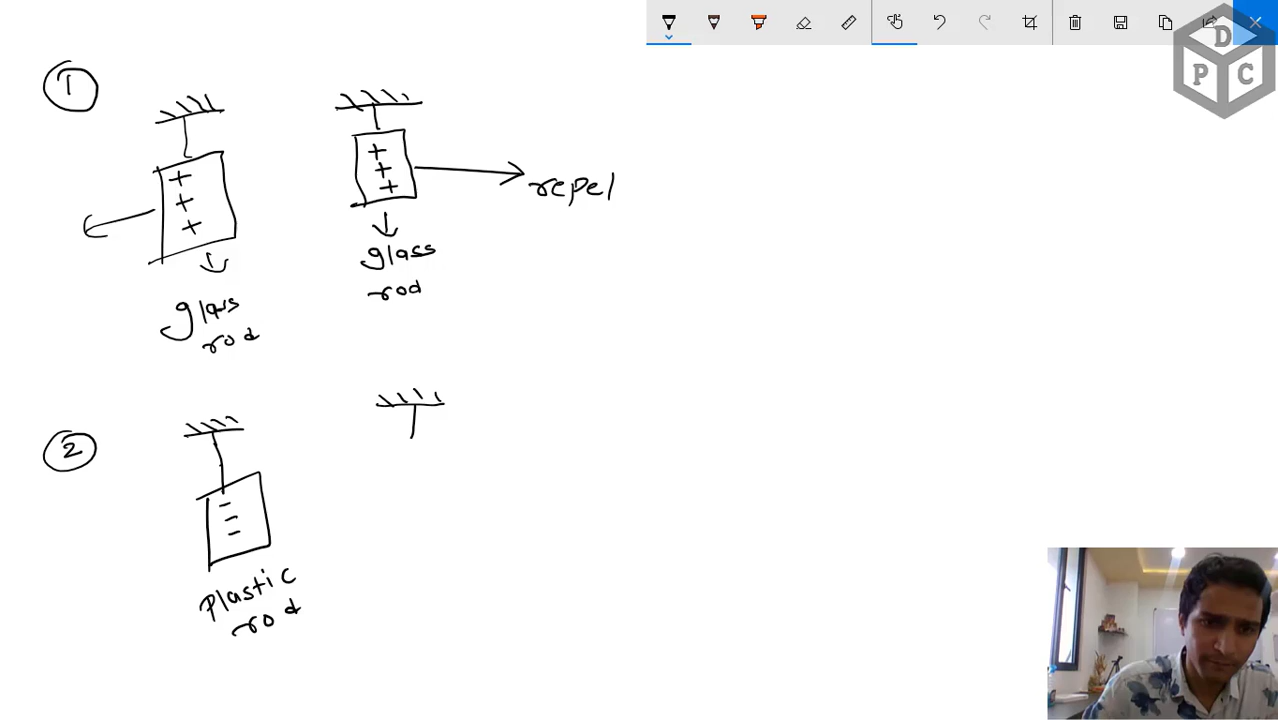 D
P C
1
+
+
+
+
+
+
repel
glass
rod
glass
rod
2
-
-
-
Plastic
rod